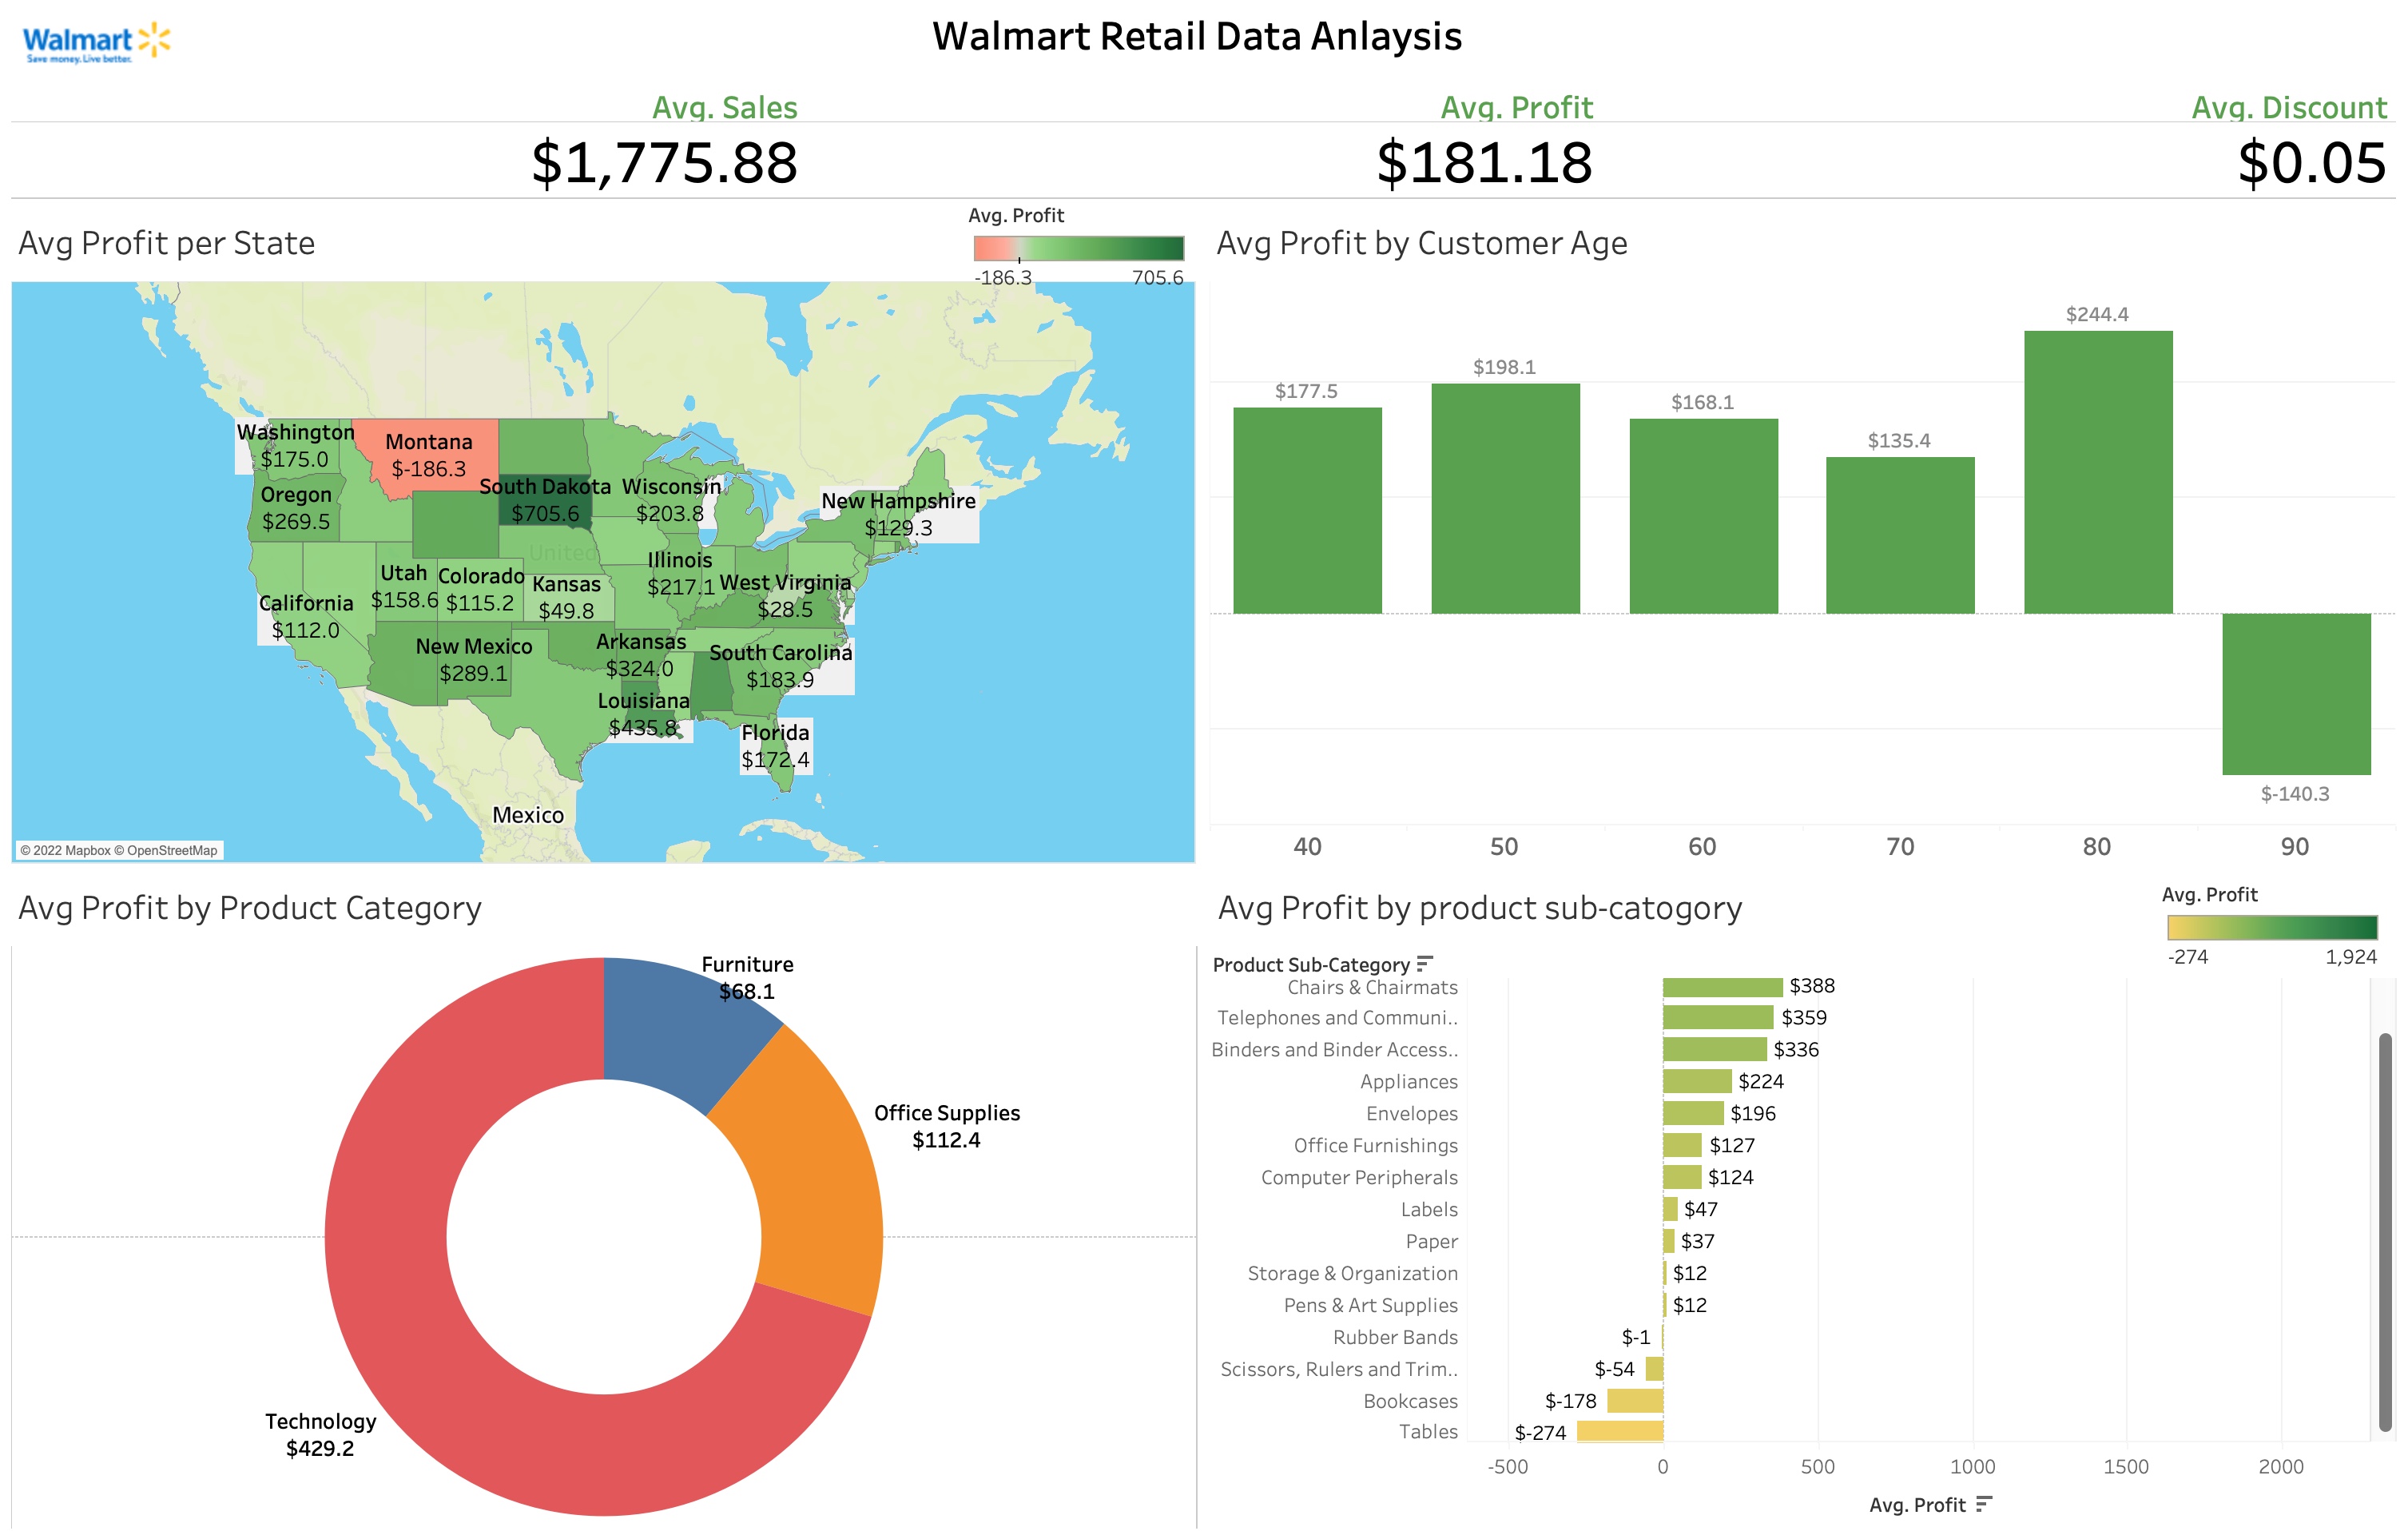 Walmart
Save money. Live better.
Walmart Retail Data Anlaysis
Avg. Sales
Avg. Profit
Avg. Discount
$1,775.88
$181.18
$0.05
Avg Profit per State
Avg. Profit
-186.3
705.6
Washington
$175.0
Montana
$-186.3
Oregon
$269.5
South Dakota
$705.6
Wisconsin
$203.8
New Hampshire
$129.3
United
Illinois
$217.1
Utah
$158.6
Colorado
$115.2
Kansas
$49.8
West Virginia
$28.5
California
$112.0
New Mexico
$289.1
Arkansas
$324.0
South Carolina
$183.9
Louisiana
$435.8
Florida
$172.4
Mexico
© 2022 Mapbox © OpenStreetMap
Avg Profit by Customer Age
$177.5
$198.1
$168.1
$135.4
$244.4
$-140.3
40
50
60
70
80
90
Avg Profit by Product Category
Furniture
$68.1
Office Supplies
$112.4
Technology
$429.2
Avg Profit by product sub-catogory
Avg. Profit
-274
1,924
Product Sub-Category
Chairs & Chairmats $388
Telephones and Communi.. $359
Binders and Binder Access.. $336
Appliances $224
Envelopes $196
Office Furnishings $127
Computer Peripherals $124
Labels $47
Paper $37
Storage & Organization $12
Pens & Art Supplies $12
Rubber Bands $-1
Scissors, Rulers and Trim.. $-54
Bookcases $-178
Tables $-274
-500 0 500 1000 1500 2000
Avg. Profit